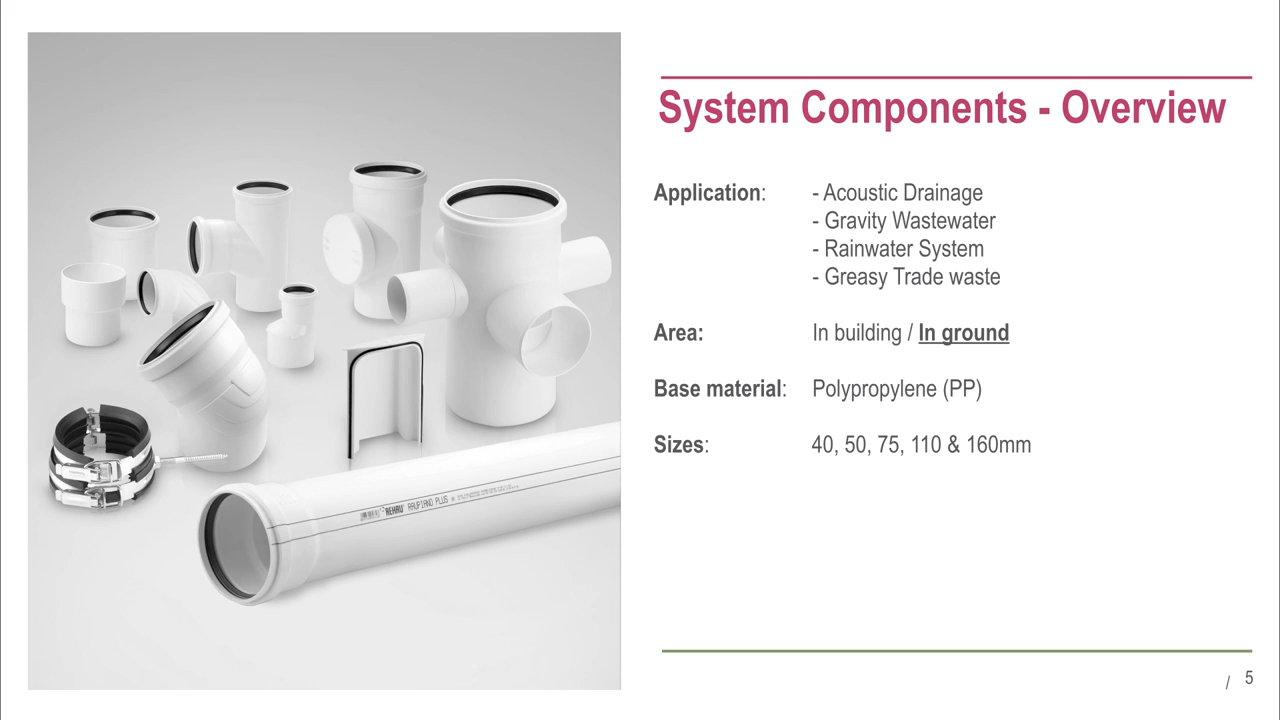 System Components - Overview
Application: - Acoustic Drainage
- Gravity Wastewater
- Rainwater System
- Greasy Trade waste
Area: In building / In ground
Base material: Polypropylene (PP)
Sizes: 40, 50, 75, 110 & 160mm
REHAU RAUPIANO PLUS
/ 5